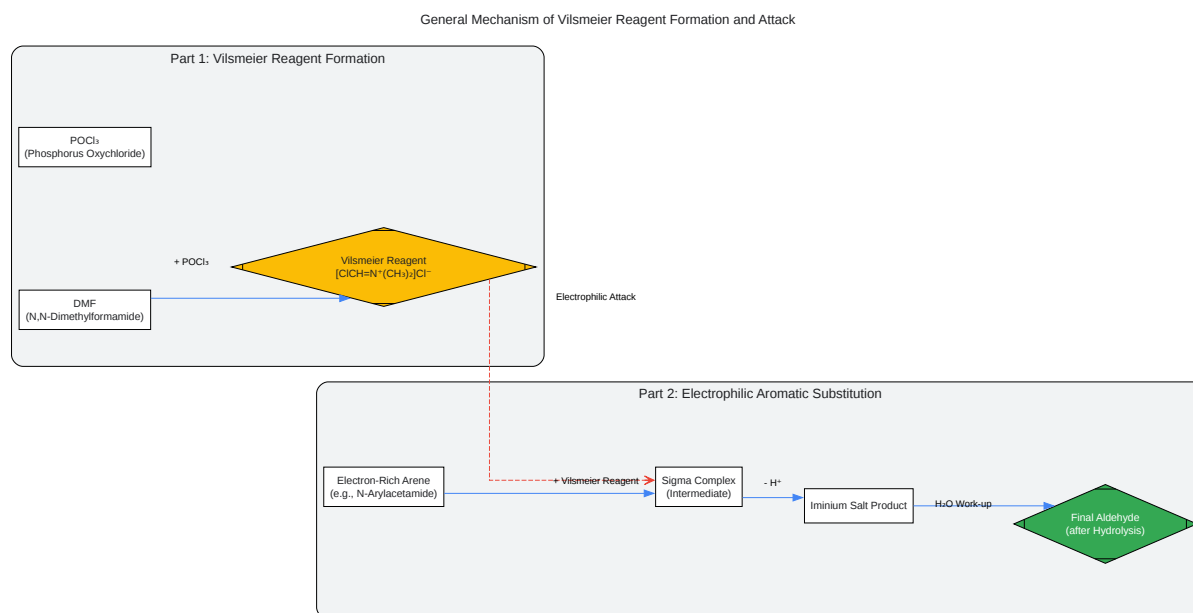 General Mechanism of Vilsmeier Reagent Formation and Attack
Part 1: Vilsmeier Reagent Formation
POCl₃
(Phosphorus Oxychloride)
+ POCl₃
Vilsmeier Reagent
[ClCH=N⁺(CH₃)₂]Cl⁻
DMF
(N,N-Dimethylformamide)
Electrophilic Attack
Part 2: Electrophilic Aromatic Substitution
Electron-Rich Arene
(e.g., N-Arylacetamide)
+ Vilsmeier Reagent
Sigma Complex
(Intermediate)
- H⁺
Iminium Salt Product
H₂O Work-up
Final Aldehyde
(after Hydrolysis)